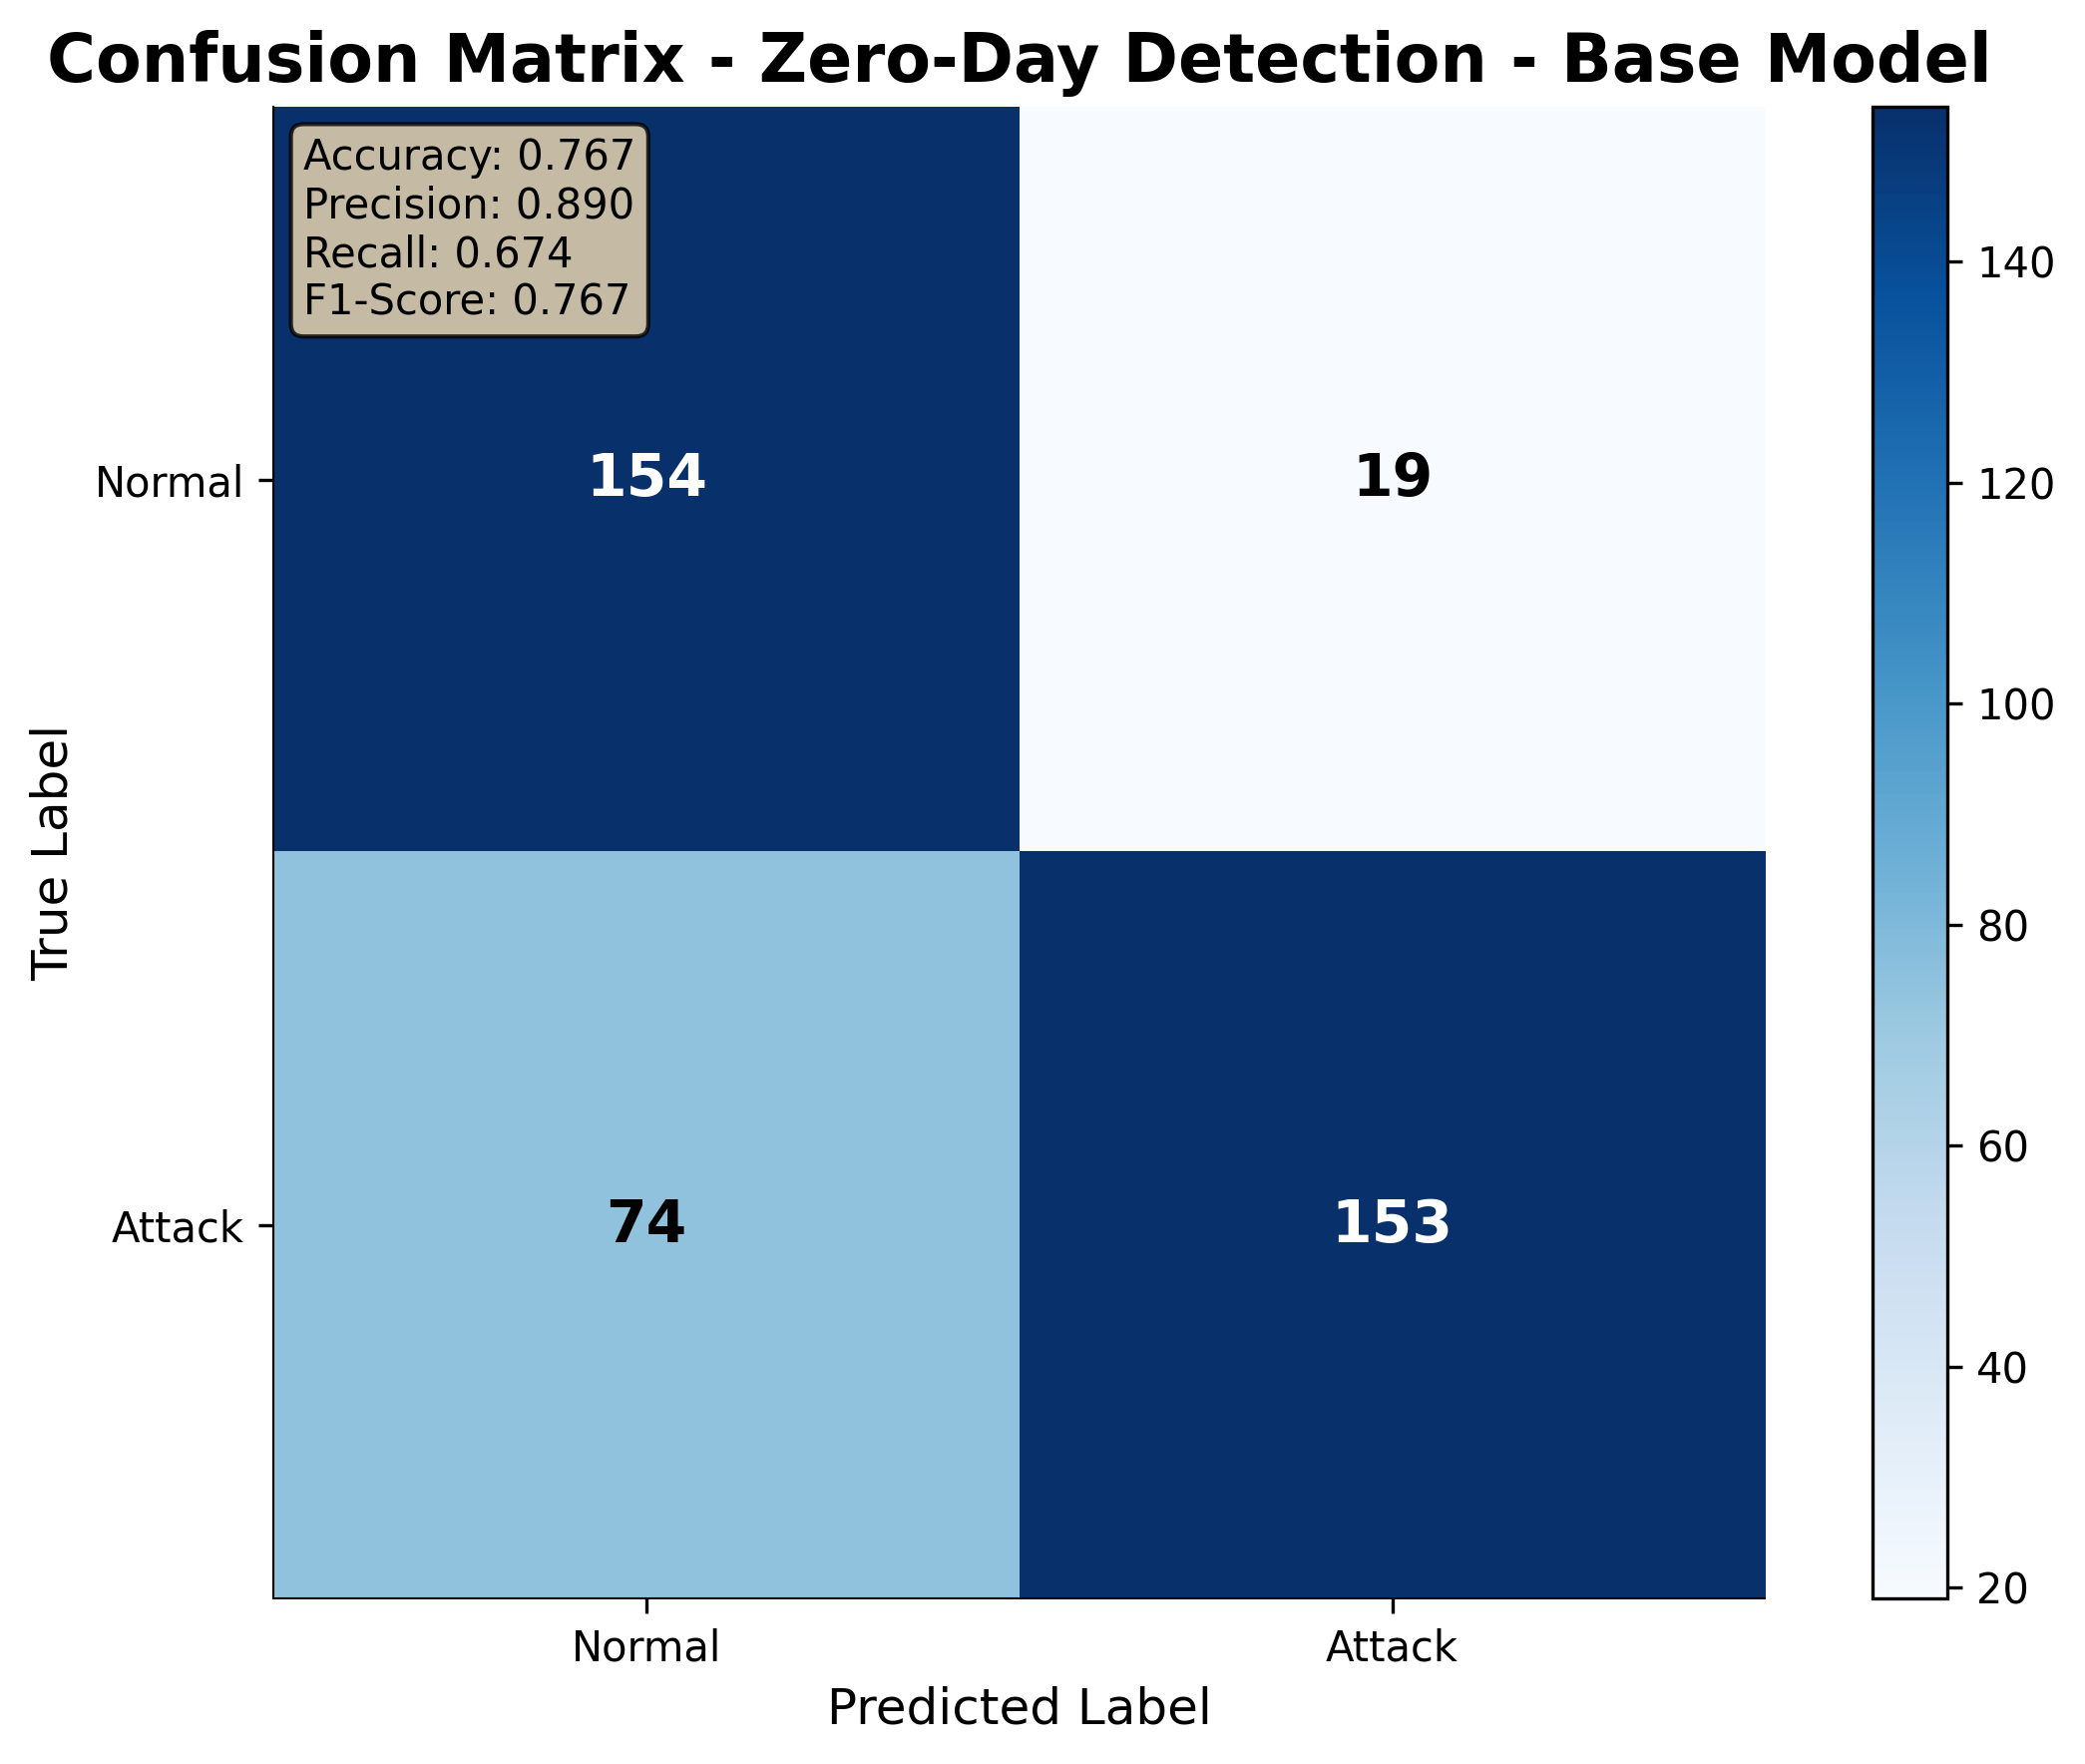 Confusion Matrix - Zero-Day Detection - Base Model
Accuracy: 0.767
Precision: 0.890
Recall: 0.674
F1-Score: 0.767
154
19
74
153
Normal
Attack
True Label
Normal
Attack
Predicted Label
140
120
100
80
60
40
20